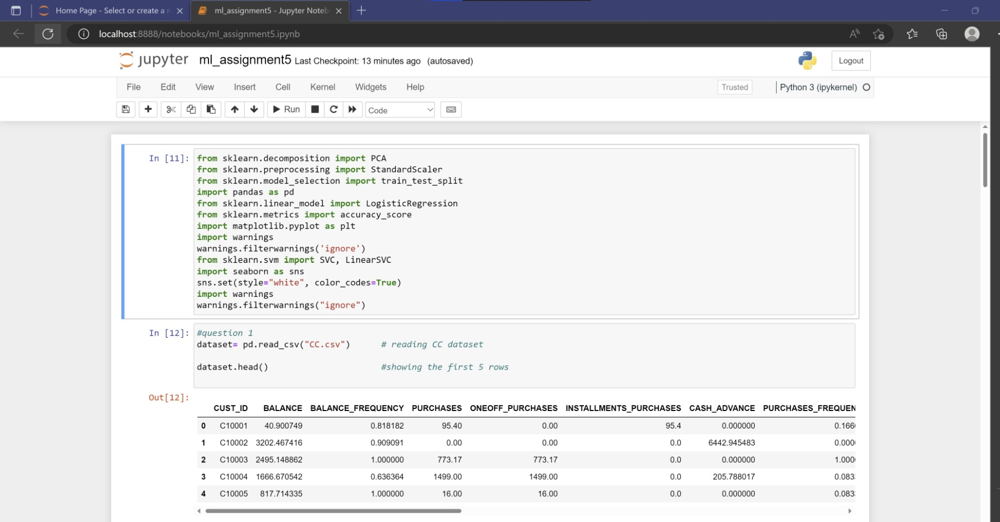 Home Page - Select or create a n
ml_assignment5 - Jupyter Noteb
localhost:8888/notebooks/ml_assignment5.ipynb
jupyter ml_assignment5 Last Checkpoint: 13 minutes ago (autosaved)
Logout
File Edit View Insert Cell Kernel Widgets Help
Trusted Python 3 (ipykernel)
Run Code
In [11]: from sklearn.decomposition import PCA
from sklearn.preprocessing import StandardScaler
from sklearn.model_selection import train_test_split
import pandas as pd
from sklearn.linear_model import LogisticRegression
from sklearn.metrics import accuracy_score
import matplotlib.pyplot as plt
import warnings
warnings.filterwarnings('ignore')
from sklearn.svm import SVC, LinearSVC
import seaborn as sns
sns.set(style="white", color_codes=True)
import warnings
warnings.filterwarnings("ignore")
In [12]: #question 1
dataset= pd.read_csv("CC.csv") # reading CC dataset
dataset.head() #showing the first 5 rows
Out[12]:
CUST_ID BALANCE BALANCE_FREQUENCY PURCHASES ONEOFF_PURCHASES INSTALLMENTS_PURCHASES CASH_ADVANCE PURCHASES_FREQUEN
0 C10001 40.900749 0.818182 95.40 0.00 95.4 0.000000 0.166
1 C10002 3202.467416 0.909091 0.00 0.00 0.0 6442.945483 0.000
2 C10003 2495.148862 1.000000 773.17 773.17 0.0 0.000000 1.000
3 C10004 1666.670542 0.636364 1499.00 1499.00 0.0 205.788017 0.083
4 C10005 817.714335 1.000000 16.00 16.00 0.0 0.000000 0.083